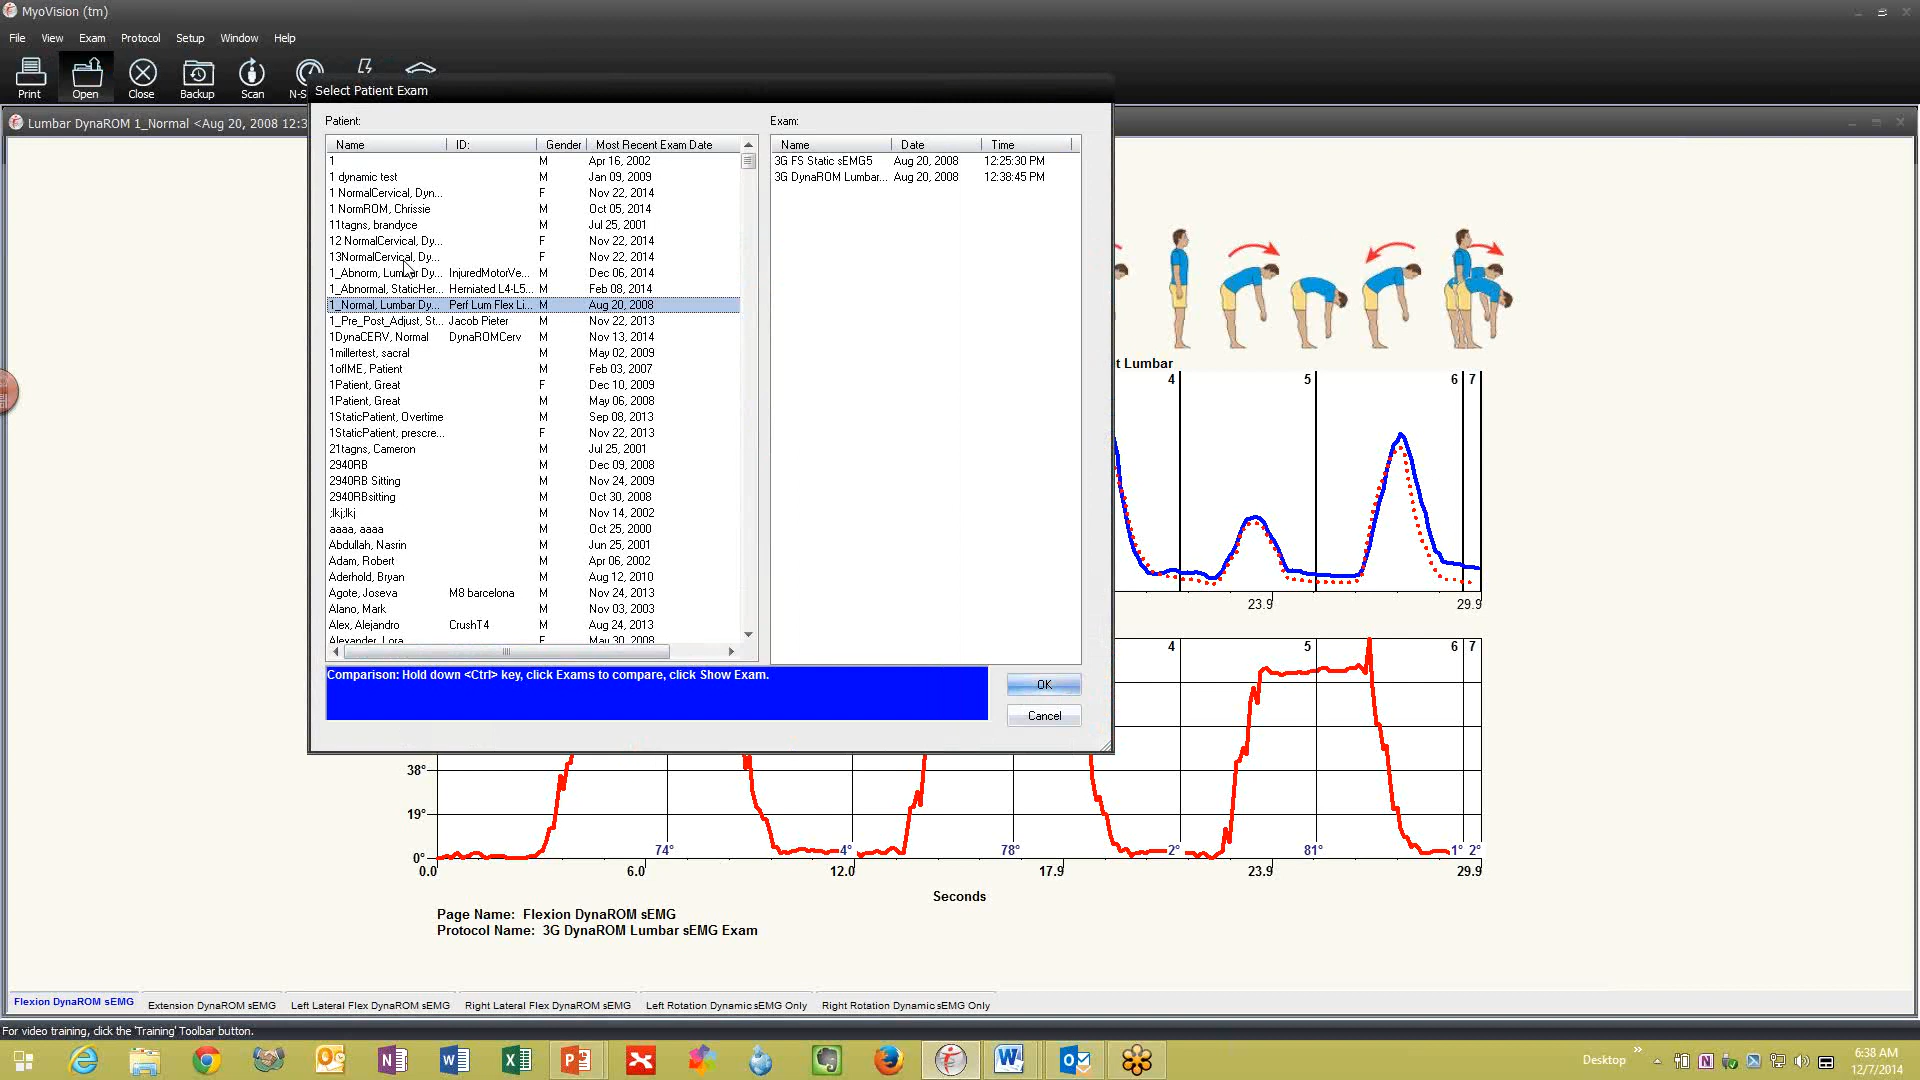 MyoVision (tm)
File View Exam Protocol Setup Window Help
Print Open Close Backup Scan N-S
Select Patient Exam
Lumbar DynaROM 1_Normal <Aug 20, 2008 12:3
Patient: Exam:
Name ID: Gender Most Recent Exam Date Name Date Time
1 M Apr 16, 2002 3G FS Static sEMG5 Aug 20, 2008 12:25:30 PM
1 dynamic test M Jan 09, 2009 3G DynaROM Lumbar... Aug 20, 2008 12:38:45 PM
1 NormalCervical, Dyn... F Nov 22, 2014
1 NormROM, Chrissie M Oct 05, 2014
11tagns, brandyce M Jul 25, 2001
12 NormalCervical, Dy... F Nov 22, 2014
13NormalCervical, Dy... F Nov 22, 2014
1_Abnorm, Lumbar Dy... InjuredMotorVe... M Dec 06, 2014
1_Abnormal, StaticHer... Herniated L4-L5... M Feb 08, 2014
1_Normal, Lumbar Dy... Perf Lum Flex Li... M Aug 20, 2008
1_Pre_Post_Adjust, St... Jacob Pieter M Nov 22, 2013
1DynaCERV, Normal DynaROMCerv M Nov 13, 2014
1millertest, sacral M May 02, 2009
1ofIME, Patient M Feb 03, 2007
1Patient, Great F Dec 10, 2009
1Patient, Great M May 06, 2008
1StaticPatient, Overtime M Sep 08, 2013
1StaticPatient, prescre... F Nov 22, 2013
21tagns, Cameron M Jul 25, 2001
2940RB M Dec 09, 2008
2940RB Sitting M Nov 24, 2009
2940RBsitting M Oct 30, 2008
;lkj;lkj M Nov 14, 2002
aaaa, aaaa M Oct 25, 2000
Abdullah, Nasrin M Jun 25, 2001
Adam, Robert M Apr 06, 2002
Aderhold, Bryan M Aug 12, 2010
Agote, Joseva M8 barcelona M Nov 24, 2013
Alano, Mark M Nov 03, 2003
Alex, Alejandro CrushT4 M Aug 24, 2013
Alexander, Lora F May 30, 2008
Comparison: Hold down <Ctrl> key, click Exams to compare, click Show Exam.
OK
Cancel
t Lumbar
4 5 6 7
23.9 29.9
4 5 6 7
38°
19°
0° 74° 4° 78° 2° 81° 1° 2°
0.0 6.0 12.0 17.9 23.9 29.9
Seconds
Page Name: Flexion DynaROM sEMG
Protocol Name: 3G DynaROM Lumbar sEMG Exam
Flexion DynaROM sEMG Extension DynaROM sEMG Left Lateral Flex DynaROM sEMG Right Lateral Flex DynaROM sEMG Left Rotation Dynamic sEMG Only Right Rotation Dynamic sEMG Only
For video training, click the 'Training' Toolbar button.
Desktop
6:38 AM
12/7/2014